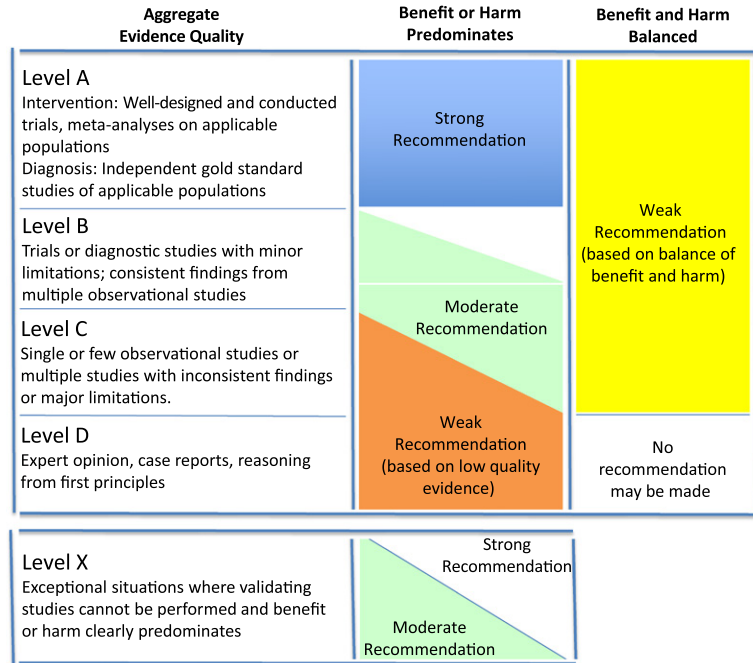 Aggregate
Evidence Quality
Benefit or Harm
Predominates
Benefit and Harm
Balanced
Level A
Intervention: Well-designed and conducted
trials, meta-analyses on applicable
populations
Diagnosis: Independent gold standard
studies of applicable populations
Strong
Recommendation
Weak
Recommendation
(based on balance of
benefit and harm)
Level B
Trials or diagnostic studies with minor
limitations; consistent findings from
multiple observational studies
Moderate
Recommendation
Level C
Single or few observational studies or
multiple studies with inconsistent findings
or major limitations.
Level D
Expert opinion, case reports, reasoning
from first principles
Weak
Recommendation
(based on low quality
evidence)
No
recommendation
may be made
Level X
Exceptional situations where validating
studies cannot be performed and benefit
or harm clearly predominates
Strong
Recommendation
Moderate
Recommendation